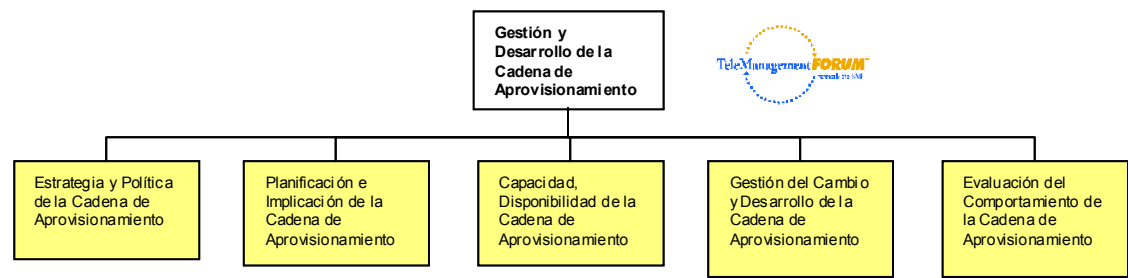 Gestión y
Desarrollo de la
Cadena de
Aprovisionamiento
TeleManagement FORUM
Estrategia y Política
de la Cadena de
Aprovisionamiento
Planificación e
Implicación de la
Cadena de
Aprovisionamiento
Capacidad,
Disponibilidad de la
Cadena de
Aprovisionamiento
Gestión del Cambio
y Desarrollo de la
Cadena de
Aprovisionamiento
Evaluación del
Comportamiento de
la Cadena de
Aprovisionamiento